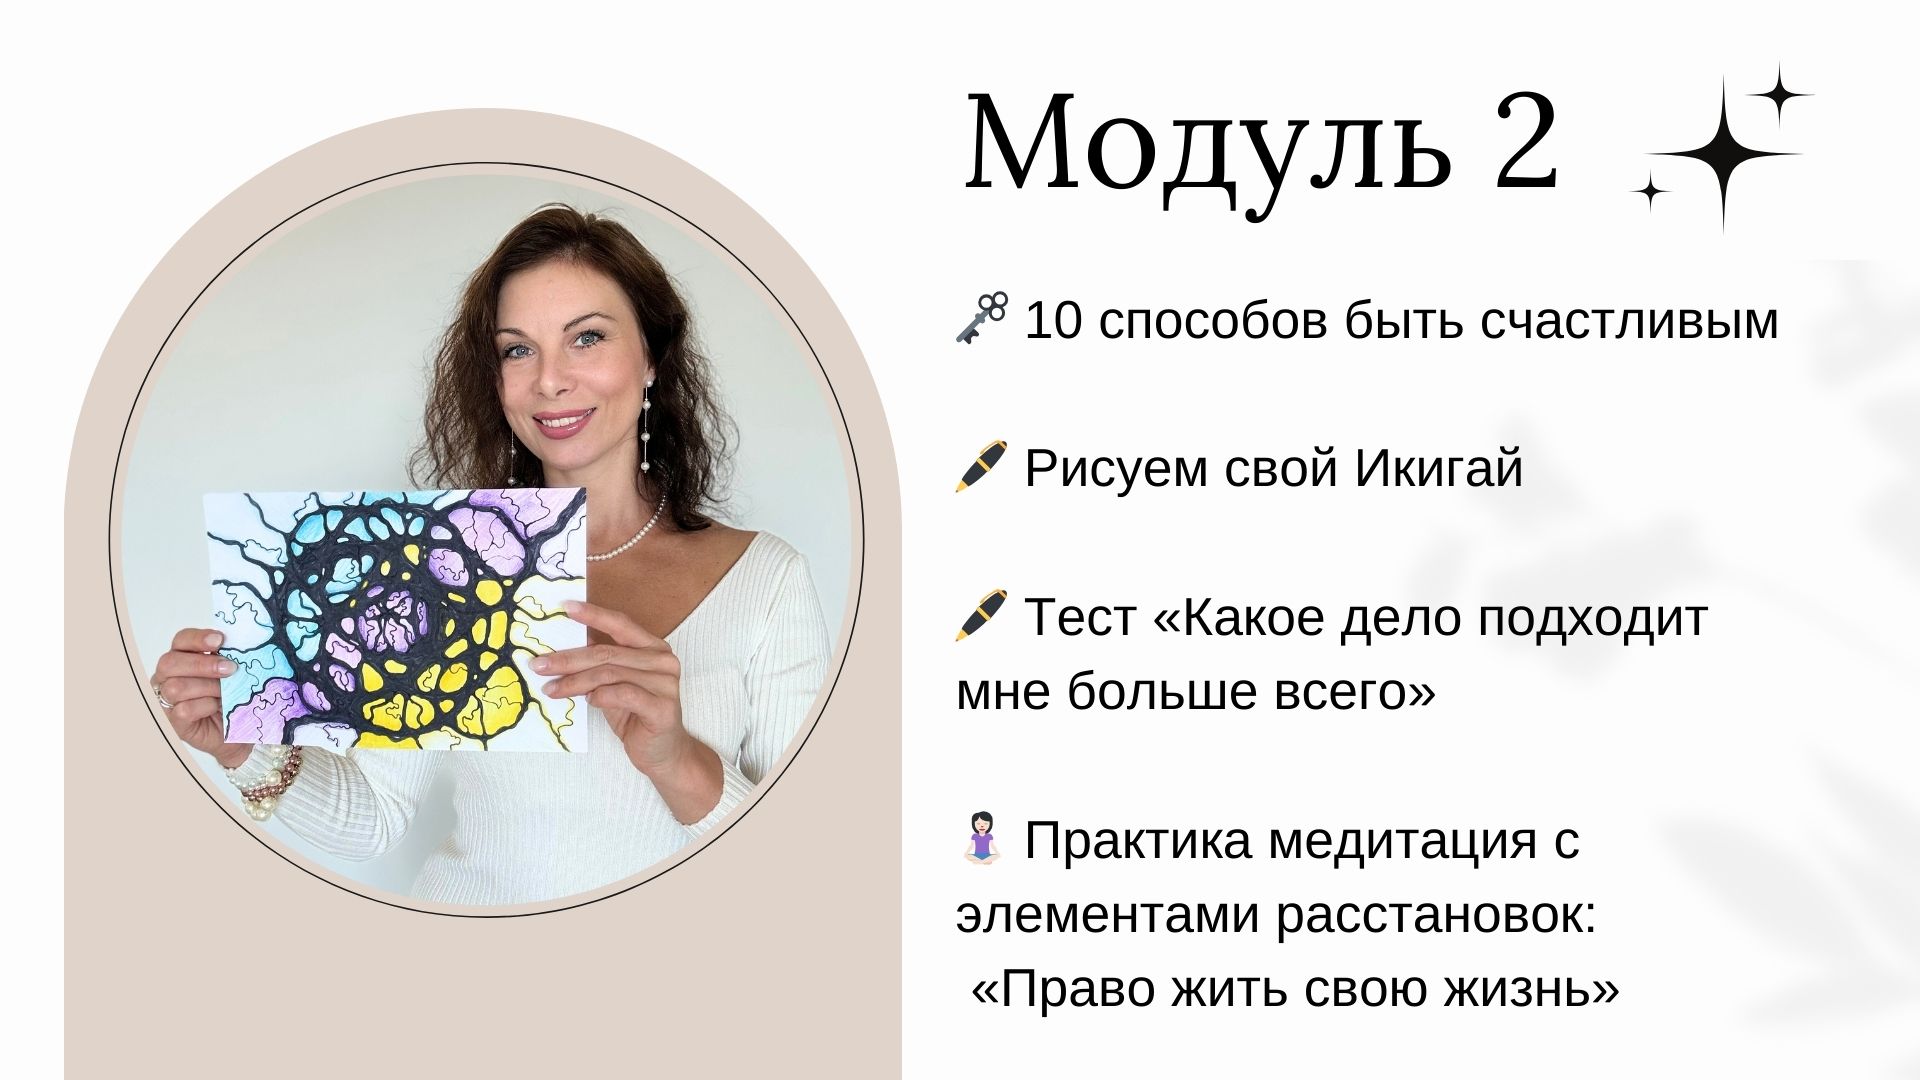 Модуль 2
🗝 10 способов быть счастливым
🖋 Рисуем свой Икигай
🖋 Тест «Какое дело подходит
мне больше всего»
🧘🏻‍♀️ Практика медитация с
элементами расстановок:
«Право жить свою жизнь»